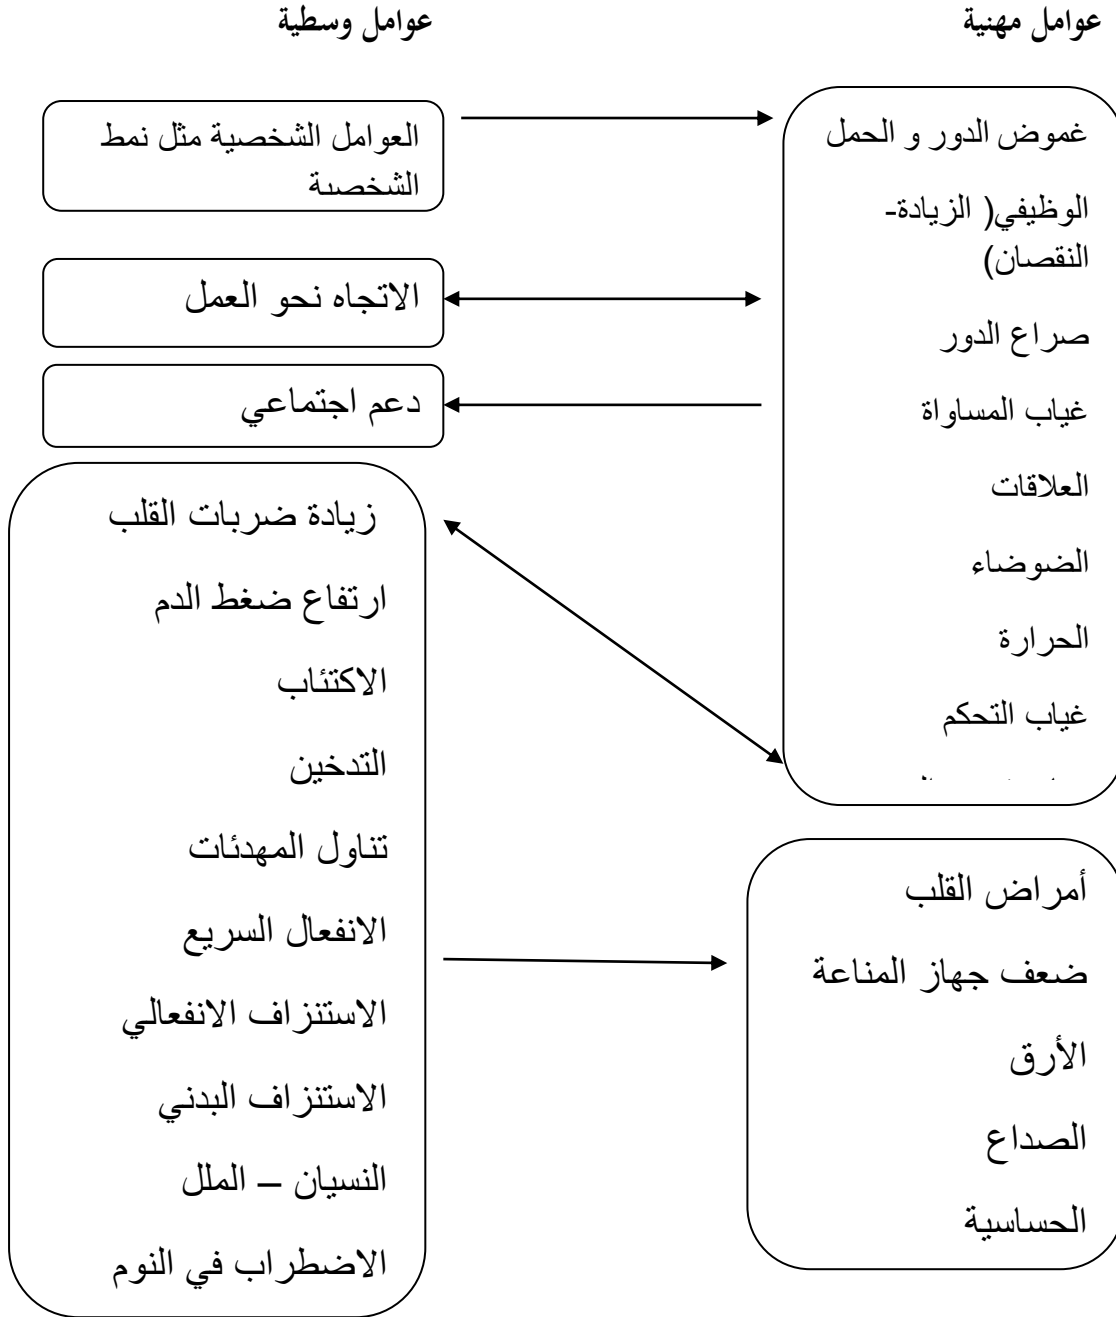 عوامل مهنية
عوامل وسطية
غموض الدور و الحمل
الوظيفي( الزيادة-
النقصان)
صراع الدور
غياب المساواة
العلاقات
الضوضاء
الحرارة
غياب التحكم
العوامل الشخصية مثل نمط
الشخصية
الاتجاه نحو العمل
دعم اجتماعي
زيادة ضربات القلب
ارتفاع ضغط الدم
الاكتئاب
التدخين
تناول المهدئات
الانفعال السريع
الاستنزاف الانفعالي
الاستنزاف البدني
النسيان – الملل
الاضطراب في النوم
أمراض القلب
ضعف جهاز المناعة
الأرق
الصداع
الحساسية